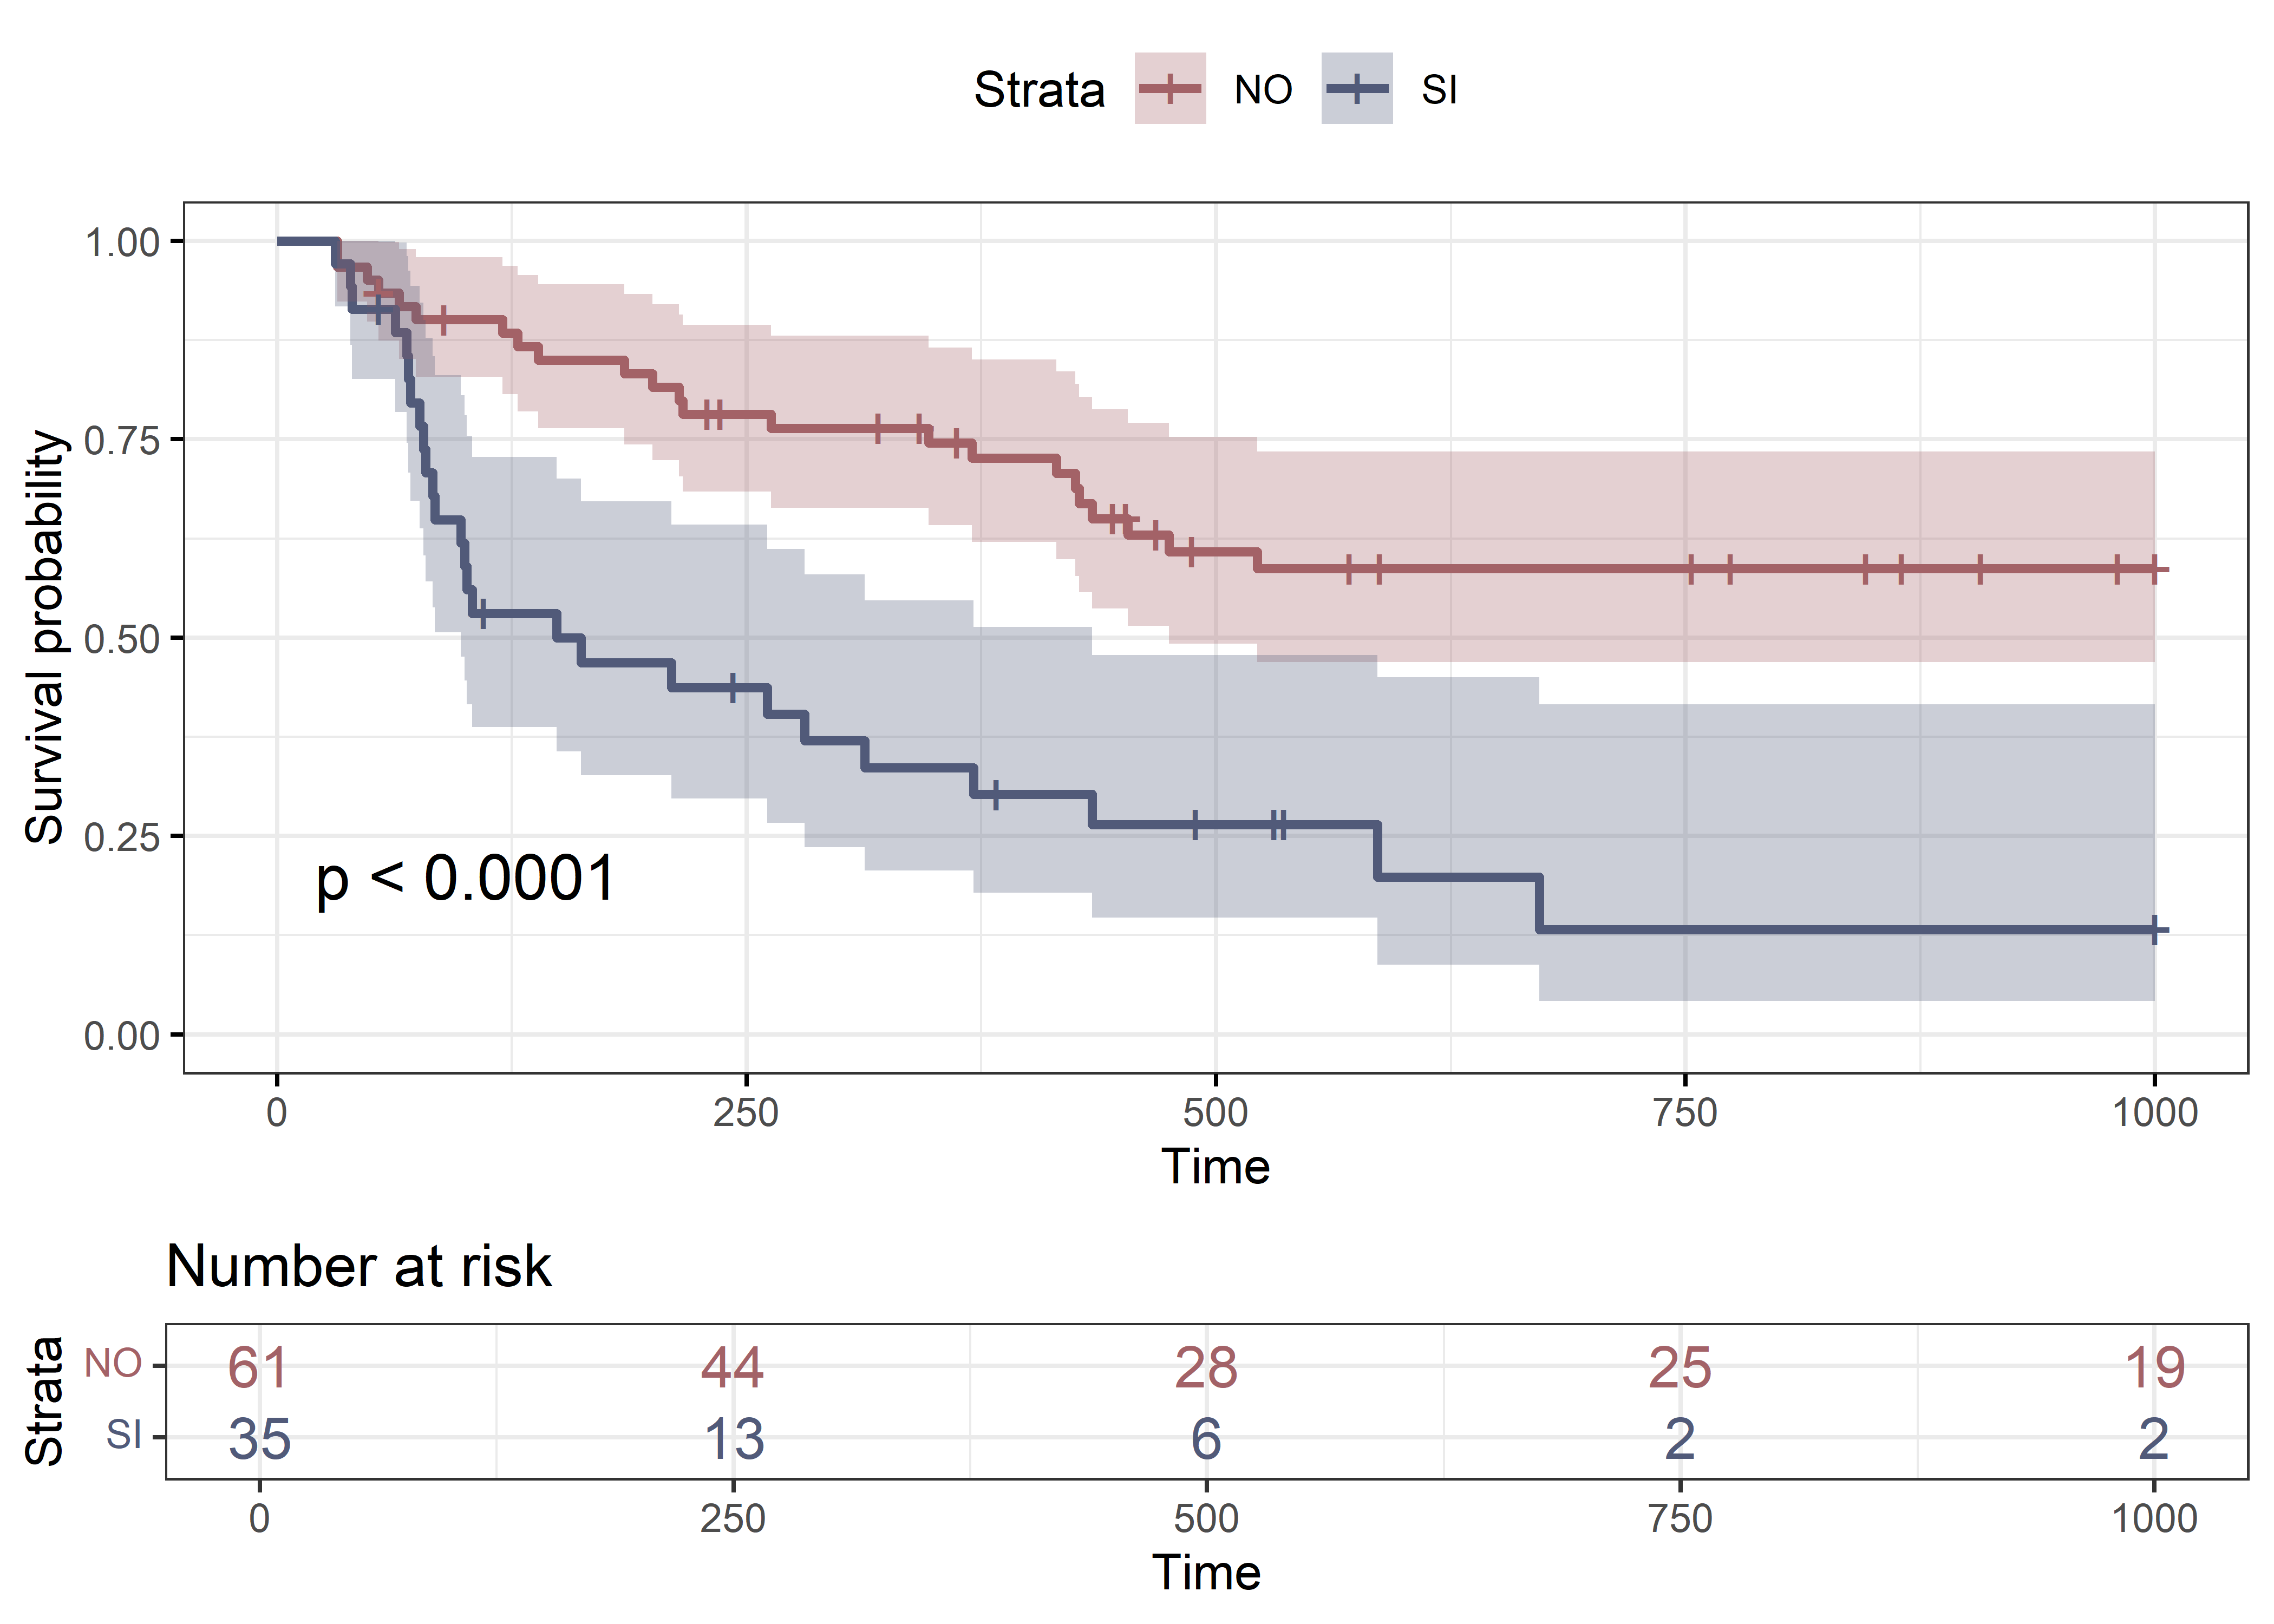 Strata NO SI
Survival probability
1.00
0.75
0.50
0.25
0.00
p < 0.0001
0 250 500 750 1000
Time
Number at risk
Strata
NO 61 44 28 25 19
SI 35 13 6 2 2
0 250 500 750 1000
Time